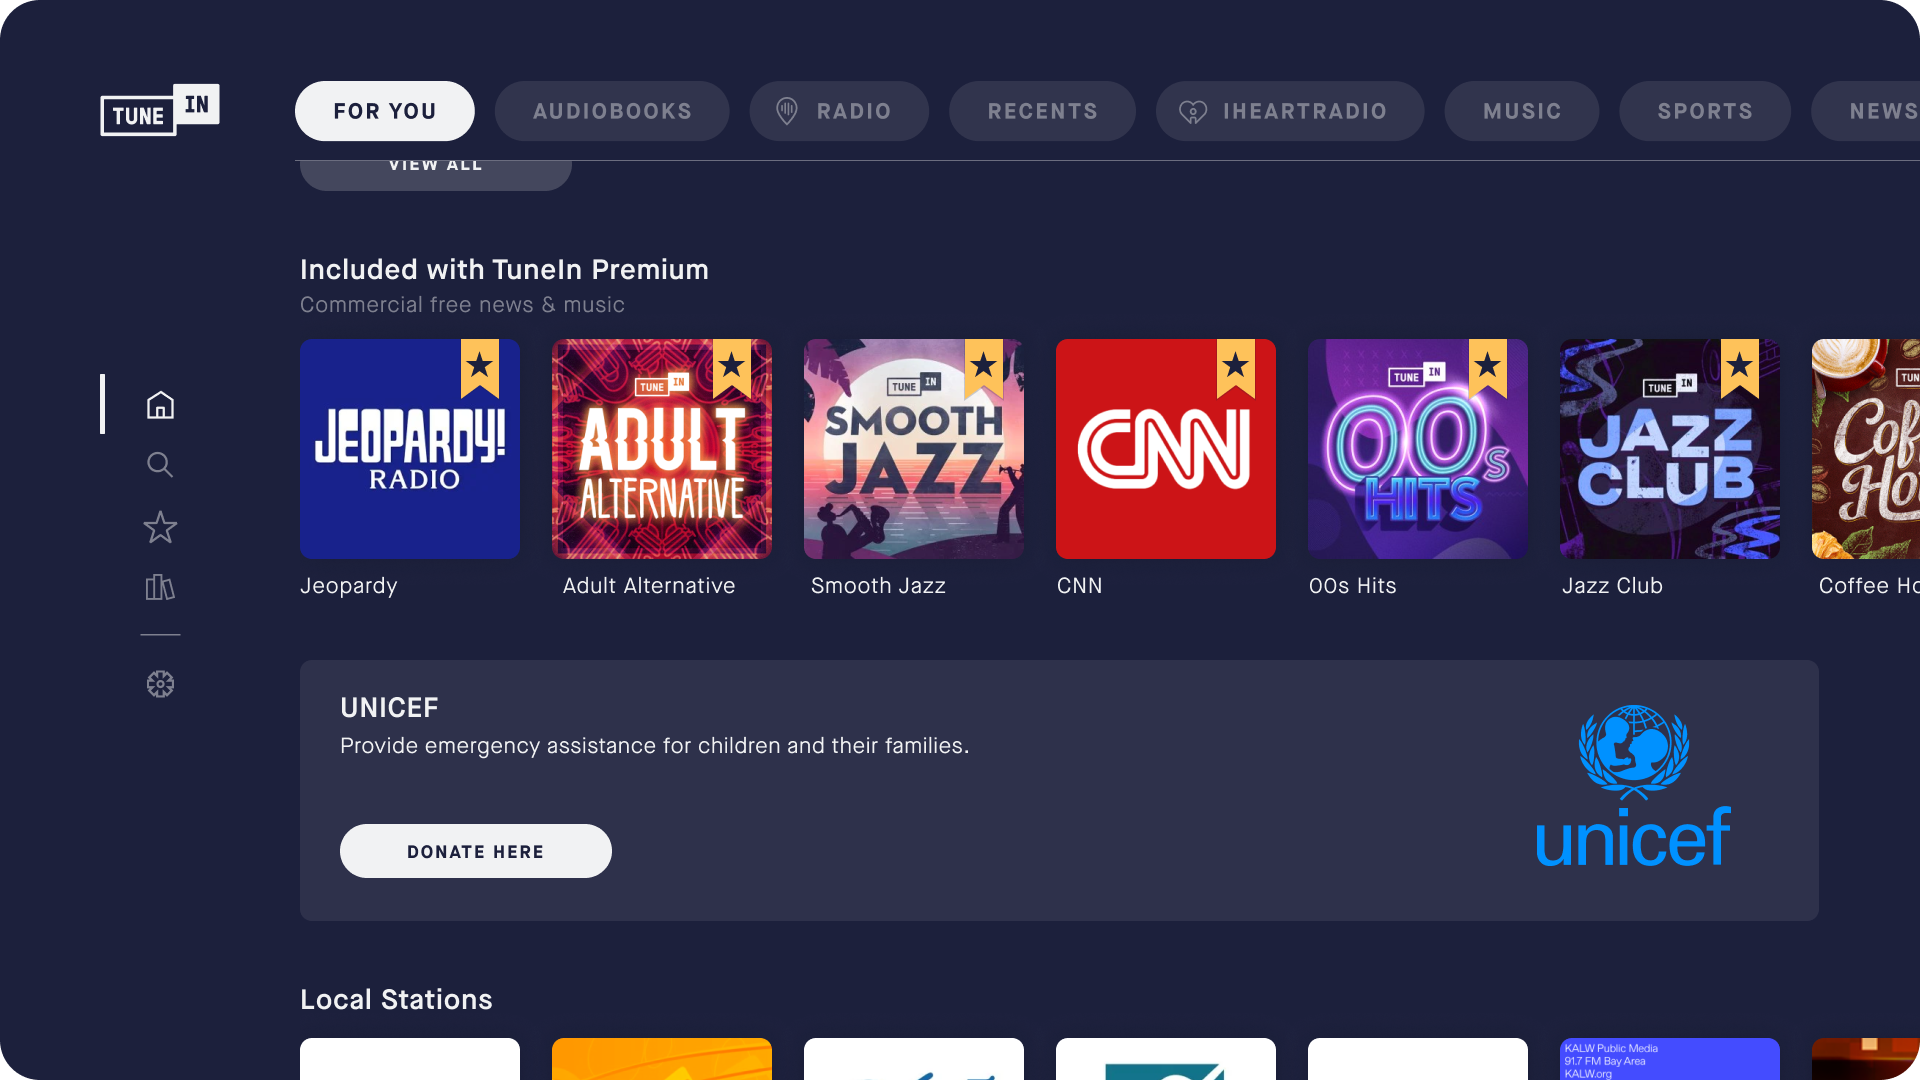 TUNE IN
FOR YOU
AUDIOBOOKS
RADIO
RECENTS
IHEARTRADIO
MUSIC
SPORTS
NEWS
VIEW ALL
Included with TuneIn Premium
Commercial free news & music
JEOPARDY!
RADIO
TUNE IN
ADULT
ALTERNATIVE
TUNE IN
SMOOTH
JAZZ
CNN
TUNE IN
00s
HITS
TUNE IN
JAZZ
CLUB
TUN
Cof
Ho
Jeopardy
Adult Alternative
Smooth Jazz
CNN
00s Hits
Jazz Club
Coffee Ho
UNICEF
Provide emergency assistance for children and their families.
DONATE HERE
unicef
Local Stations
KALW Public Media
91.7 FM Bay Area
KALW.org